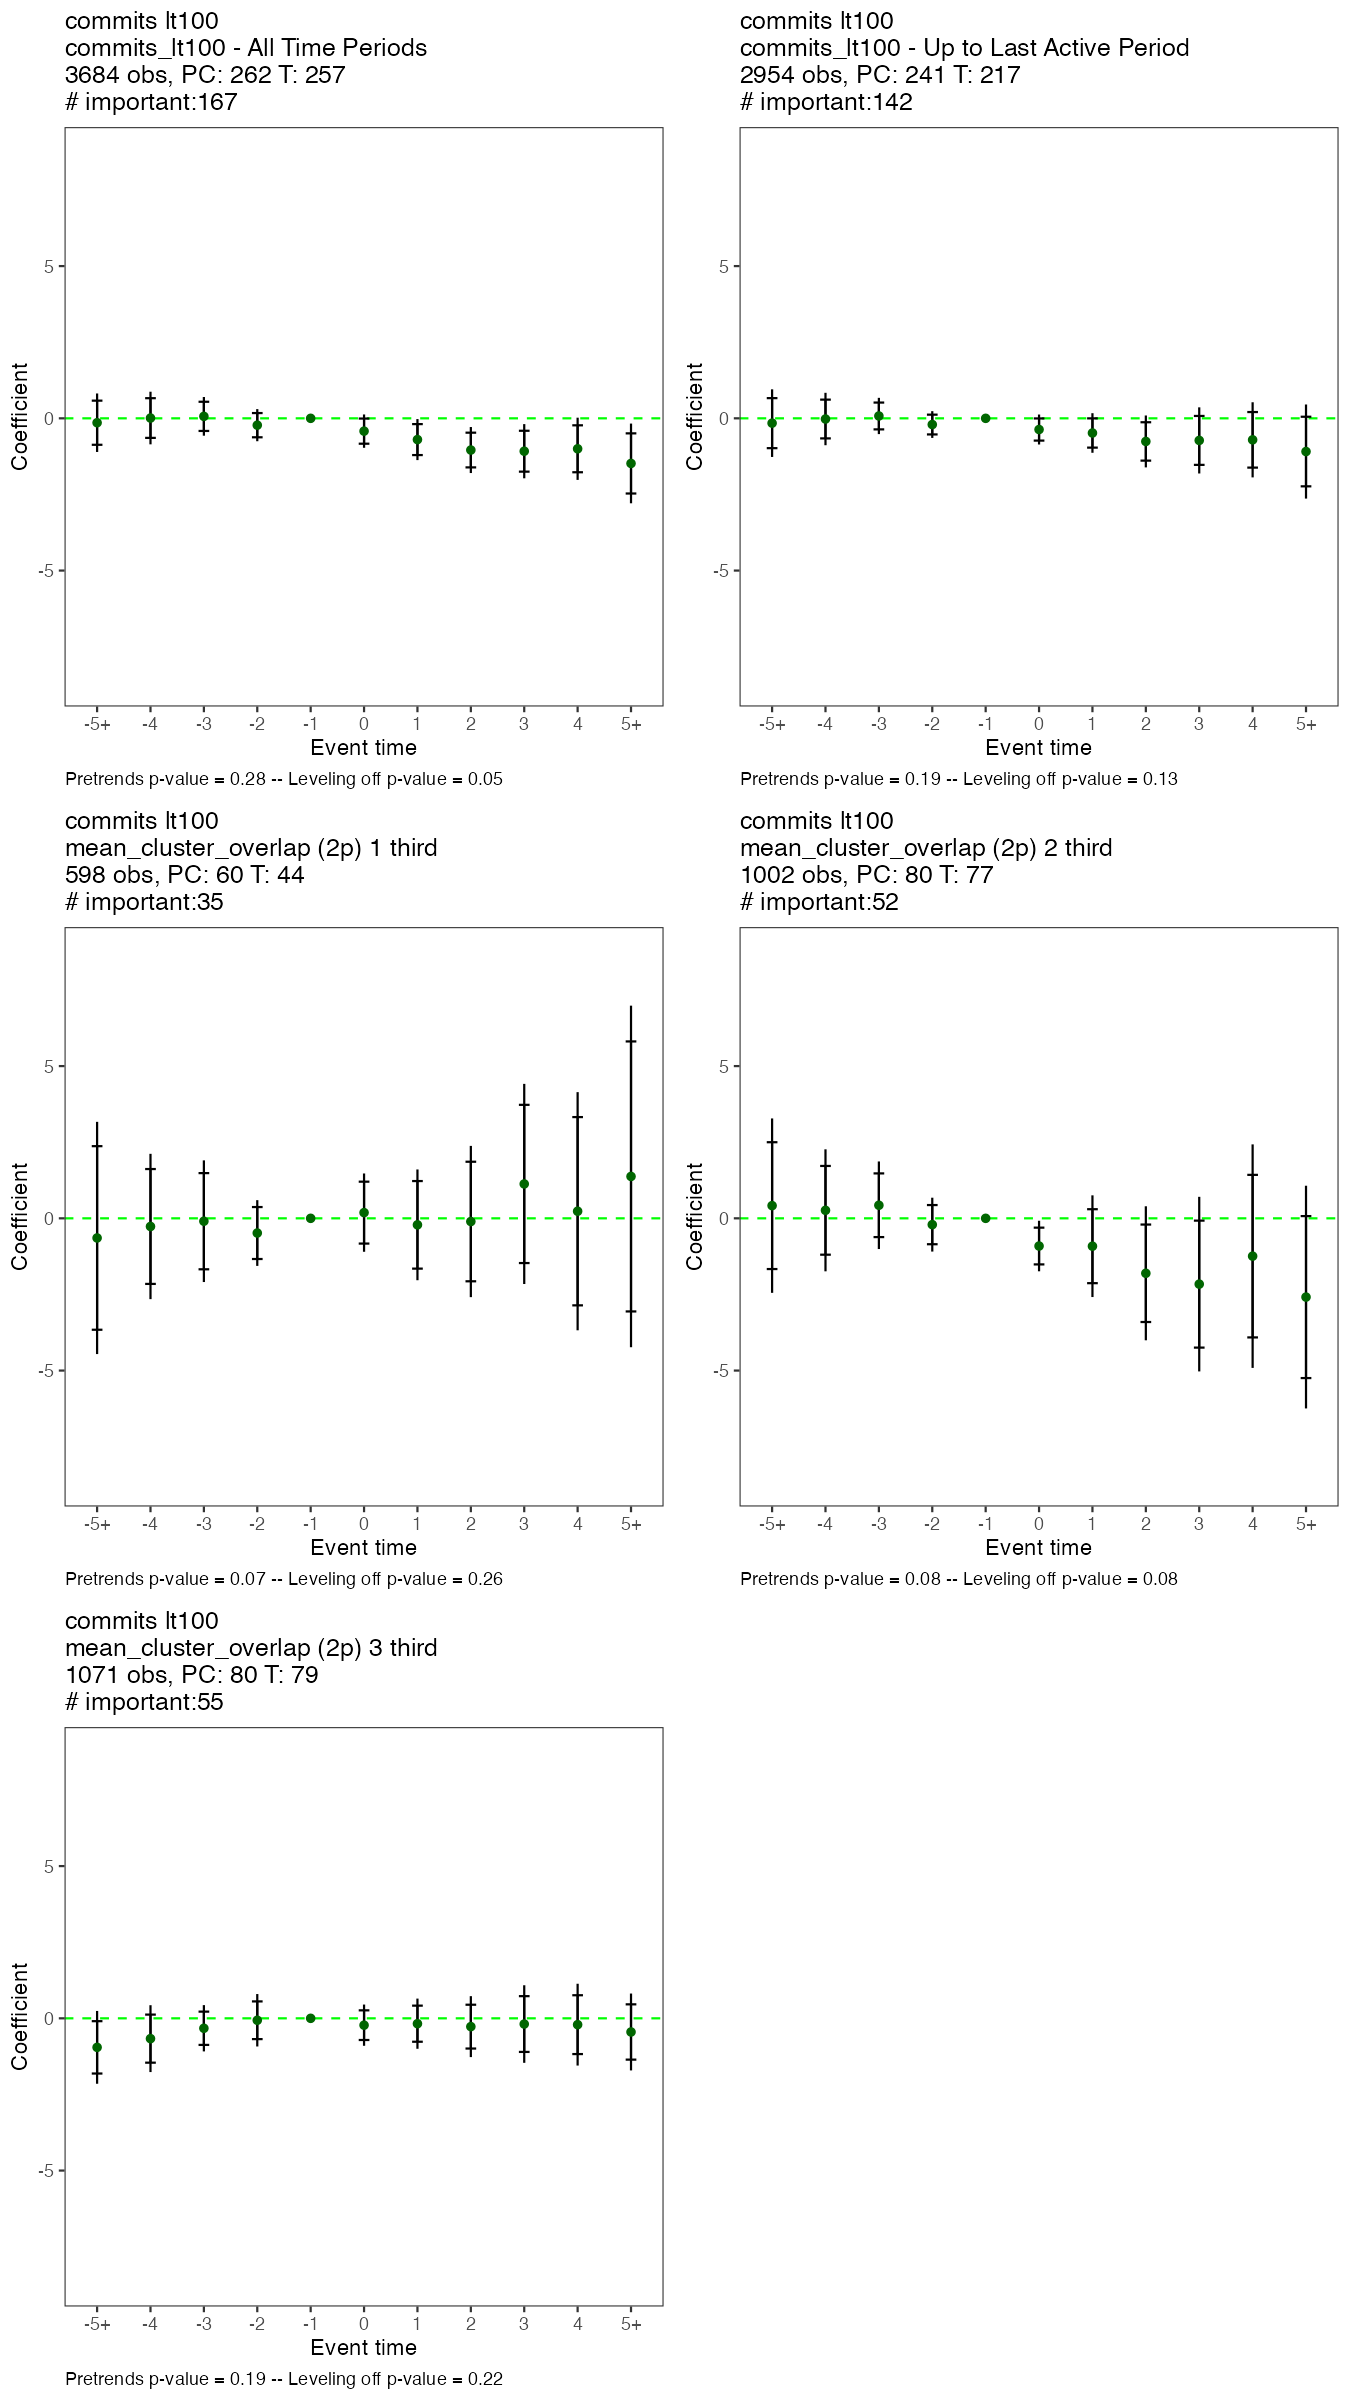 commits lt100
commits_lt100 - All Time Periods
3684 obs, PC: 262 T: 257
# important:167
5
0
-5
Coefficient
-5+ -4 -3 -2 -1 0 1 2 3 4 5+
Event time
Pretrends p-value = 0.28 -- Leveling off p-value = 0.05
commits lt100
commits_lt100 - Up to Last Active Period
2954 obs, PC: 241 T: 217
# important:142
5
0
-5
Coefficient
-5+ -4 -3 -2 -1 0 1 2 3 4 5+
Event time
Pretrends p-value = 0.19 -- Leveling off p-value = 0.13
commits lt100
mean_cluster_overlap (2p) 1 third
598 obs, PC: 60 T: 44
# important:35
5
0
-5
Coefficient
-5+ -4 -3 -2 -1 0 1 2 3 4 5+
Event time
Pretrends p-value = 0.07 -- Leveling off p-value = 0.26
commits lt100
mean_cluster_overlap (2p) 2 third
1002 obs, PC: 80 T: 77
# important:52
5
0
-5
Coefficient
-5+ -4 -3 -2 -1 0 1 2 3 4 5+
Event time
Pretrends p-value = 0.08 -- Leveling off p-value = 0.08
commits lt100
mean_cluster_overlap (2p) 3 third
1071 obs, PC: 80 T: 79
# important:55
5
0
-5
Coefficient
-5+ -4 -3 -2 -1 0 1 2 3 4 5+
Event time
Pretrends p-value = 0.19 -- Leveling off p-value = 0.22